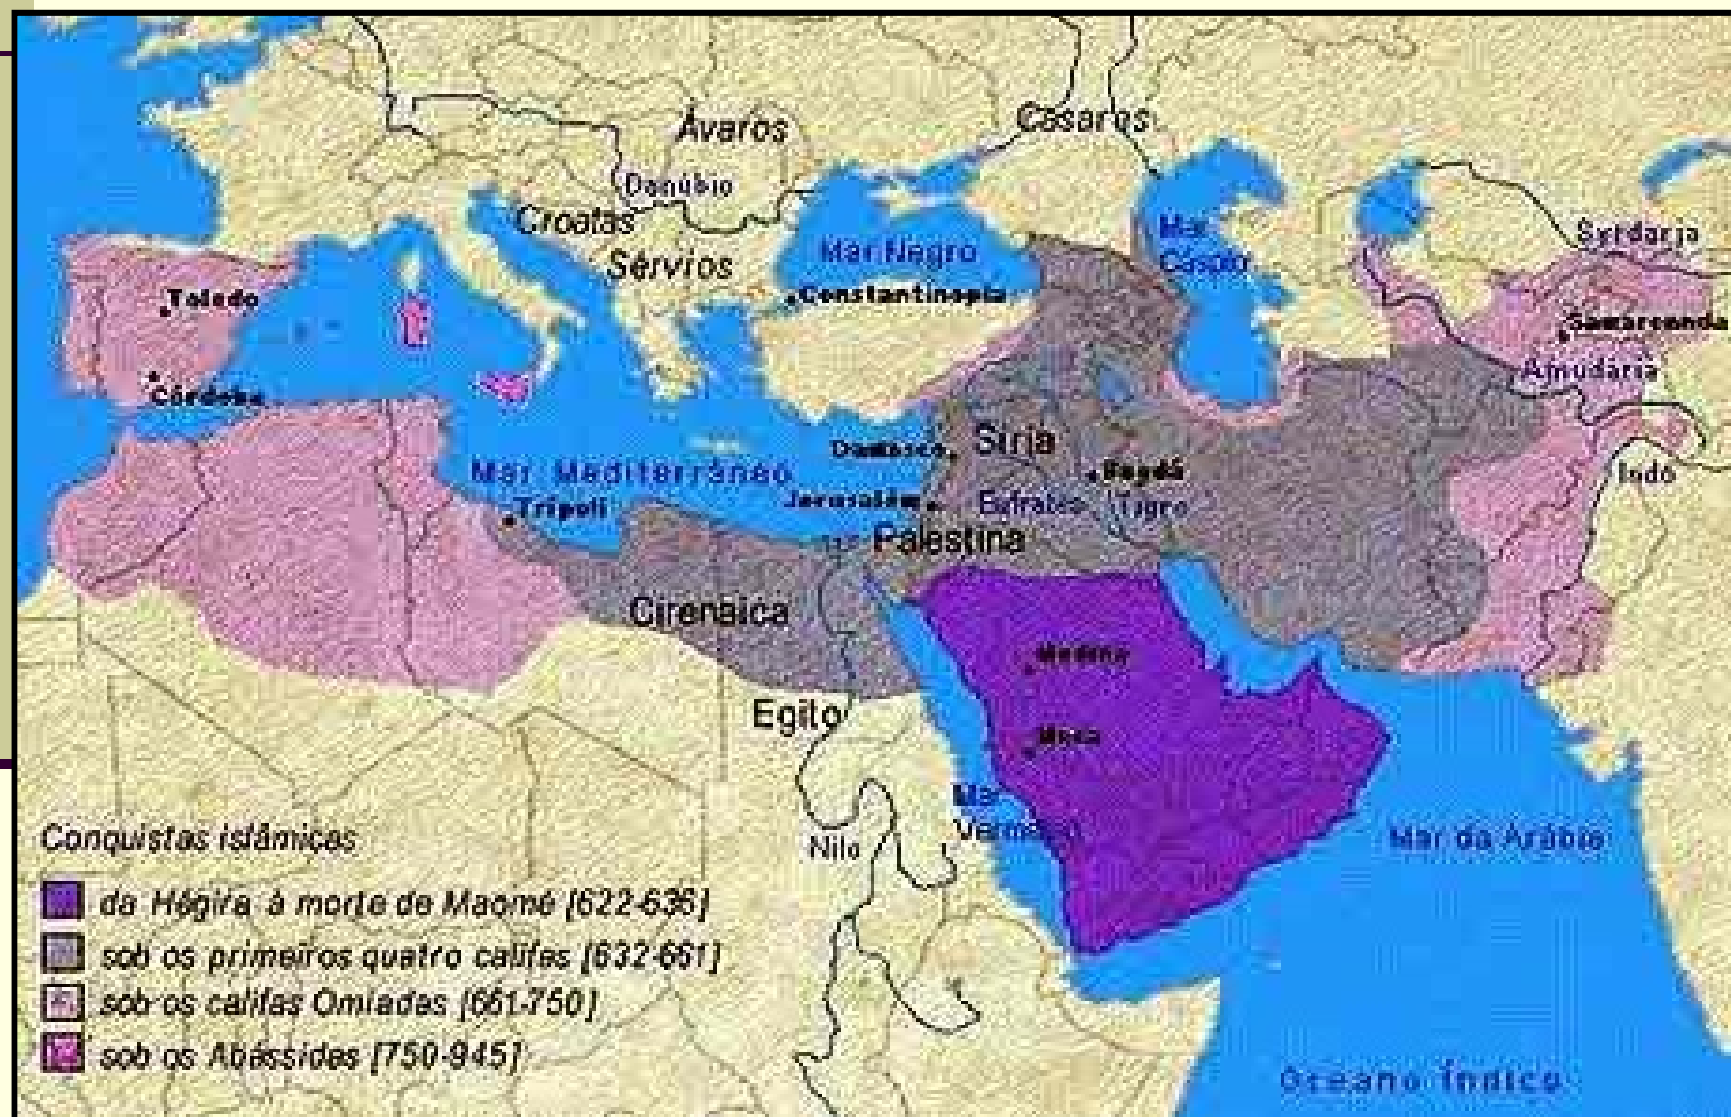 Ávaros
Cásares
Danúbio
Croatas
Sérvios
Mar Negro
Mar Cáspio
Syrdarja
Constantinopla
Toledo
Samarcanda
Amudaria
Córdoba
Damasco
Síria
Mar Mediterrâneo
Bagdá
Indo
Jerusalém
Eufrates
Tigre
Trípoli
Palestina
Cirenaica
Medina
Egito
Meca
Mar Vermelho
Nilo
Mar da Arábia
Conquistas islâmicas
da Hégira à morte de Maomé [622-636]
sob os primeiros quatro califas [632-661]
sob os califas Omíadas [661-750]
sob os Abássidas [750-945]
Oceano Índico